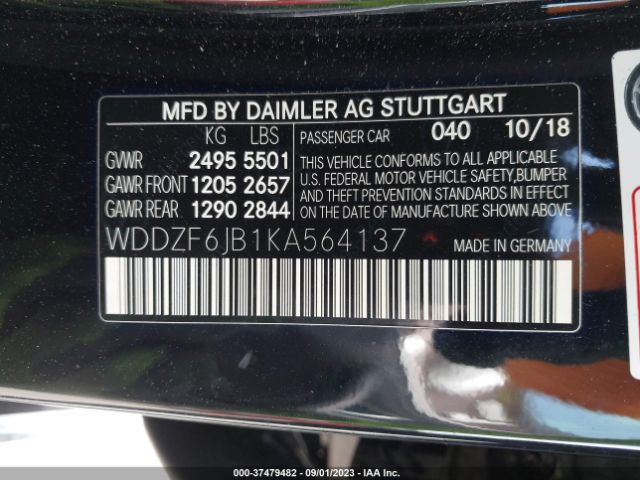 MFD BY DAIMLER AG STUTTGART
KG LBS
GVWR 2495 5501
GAWR FRONT 1205 2657
GAWR REAR 1290 2844
PASSENGER CAR 040 10/18
THIS VEHICLE CONFORMS TO ALL APPLICABLE
U.S. FEDERAL MOTOR VEHICLE SAFETY,BUMPER
AND THEFT PREVENTION STANDARDS IN EFFECT
ON THE DATE OF MANUFACTURE SHOWN ABOVE
WDDZF6JB1KA564137 MADE IN GERMANY
000-37479482 - 09/01/2023 - IAA Inc.